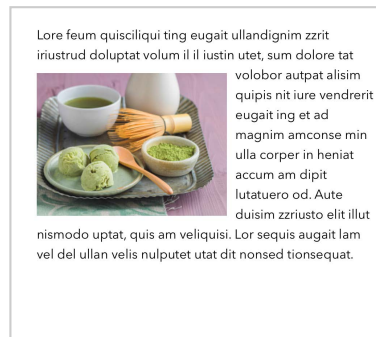 Lore feum quisciliqui ting eugait ullandignim zzrit
iriustrud doluptat volum il il iustin utet, sum dolore tat
volobor autpat alisim
quipis nit iure vendrerit
eugait ing et ad
magnim amconse min
ulla corper in heniat
accum am dipit
lutatuero od. Aute
duisim zzriusto elit illut
nismodo uptat, quis am veliquisi. Lor sequis augait lam
vel del ullan velis nulputet utat dit nonsed tionsequat.